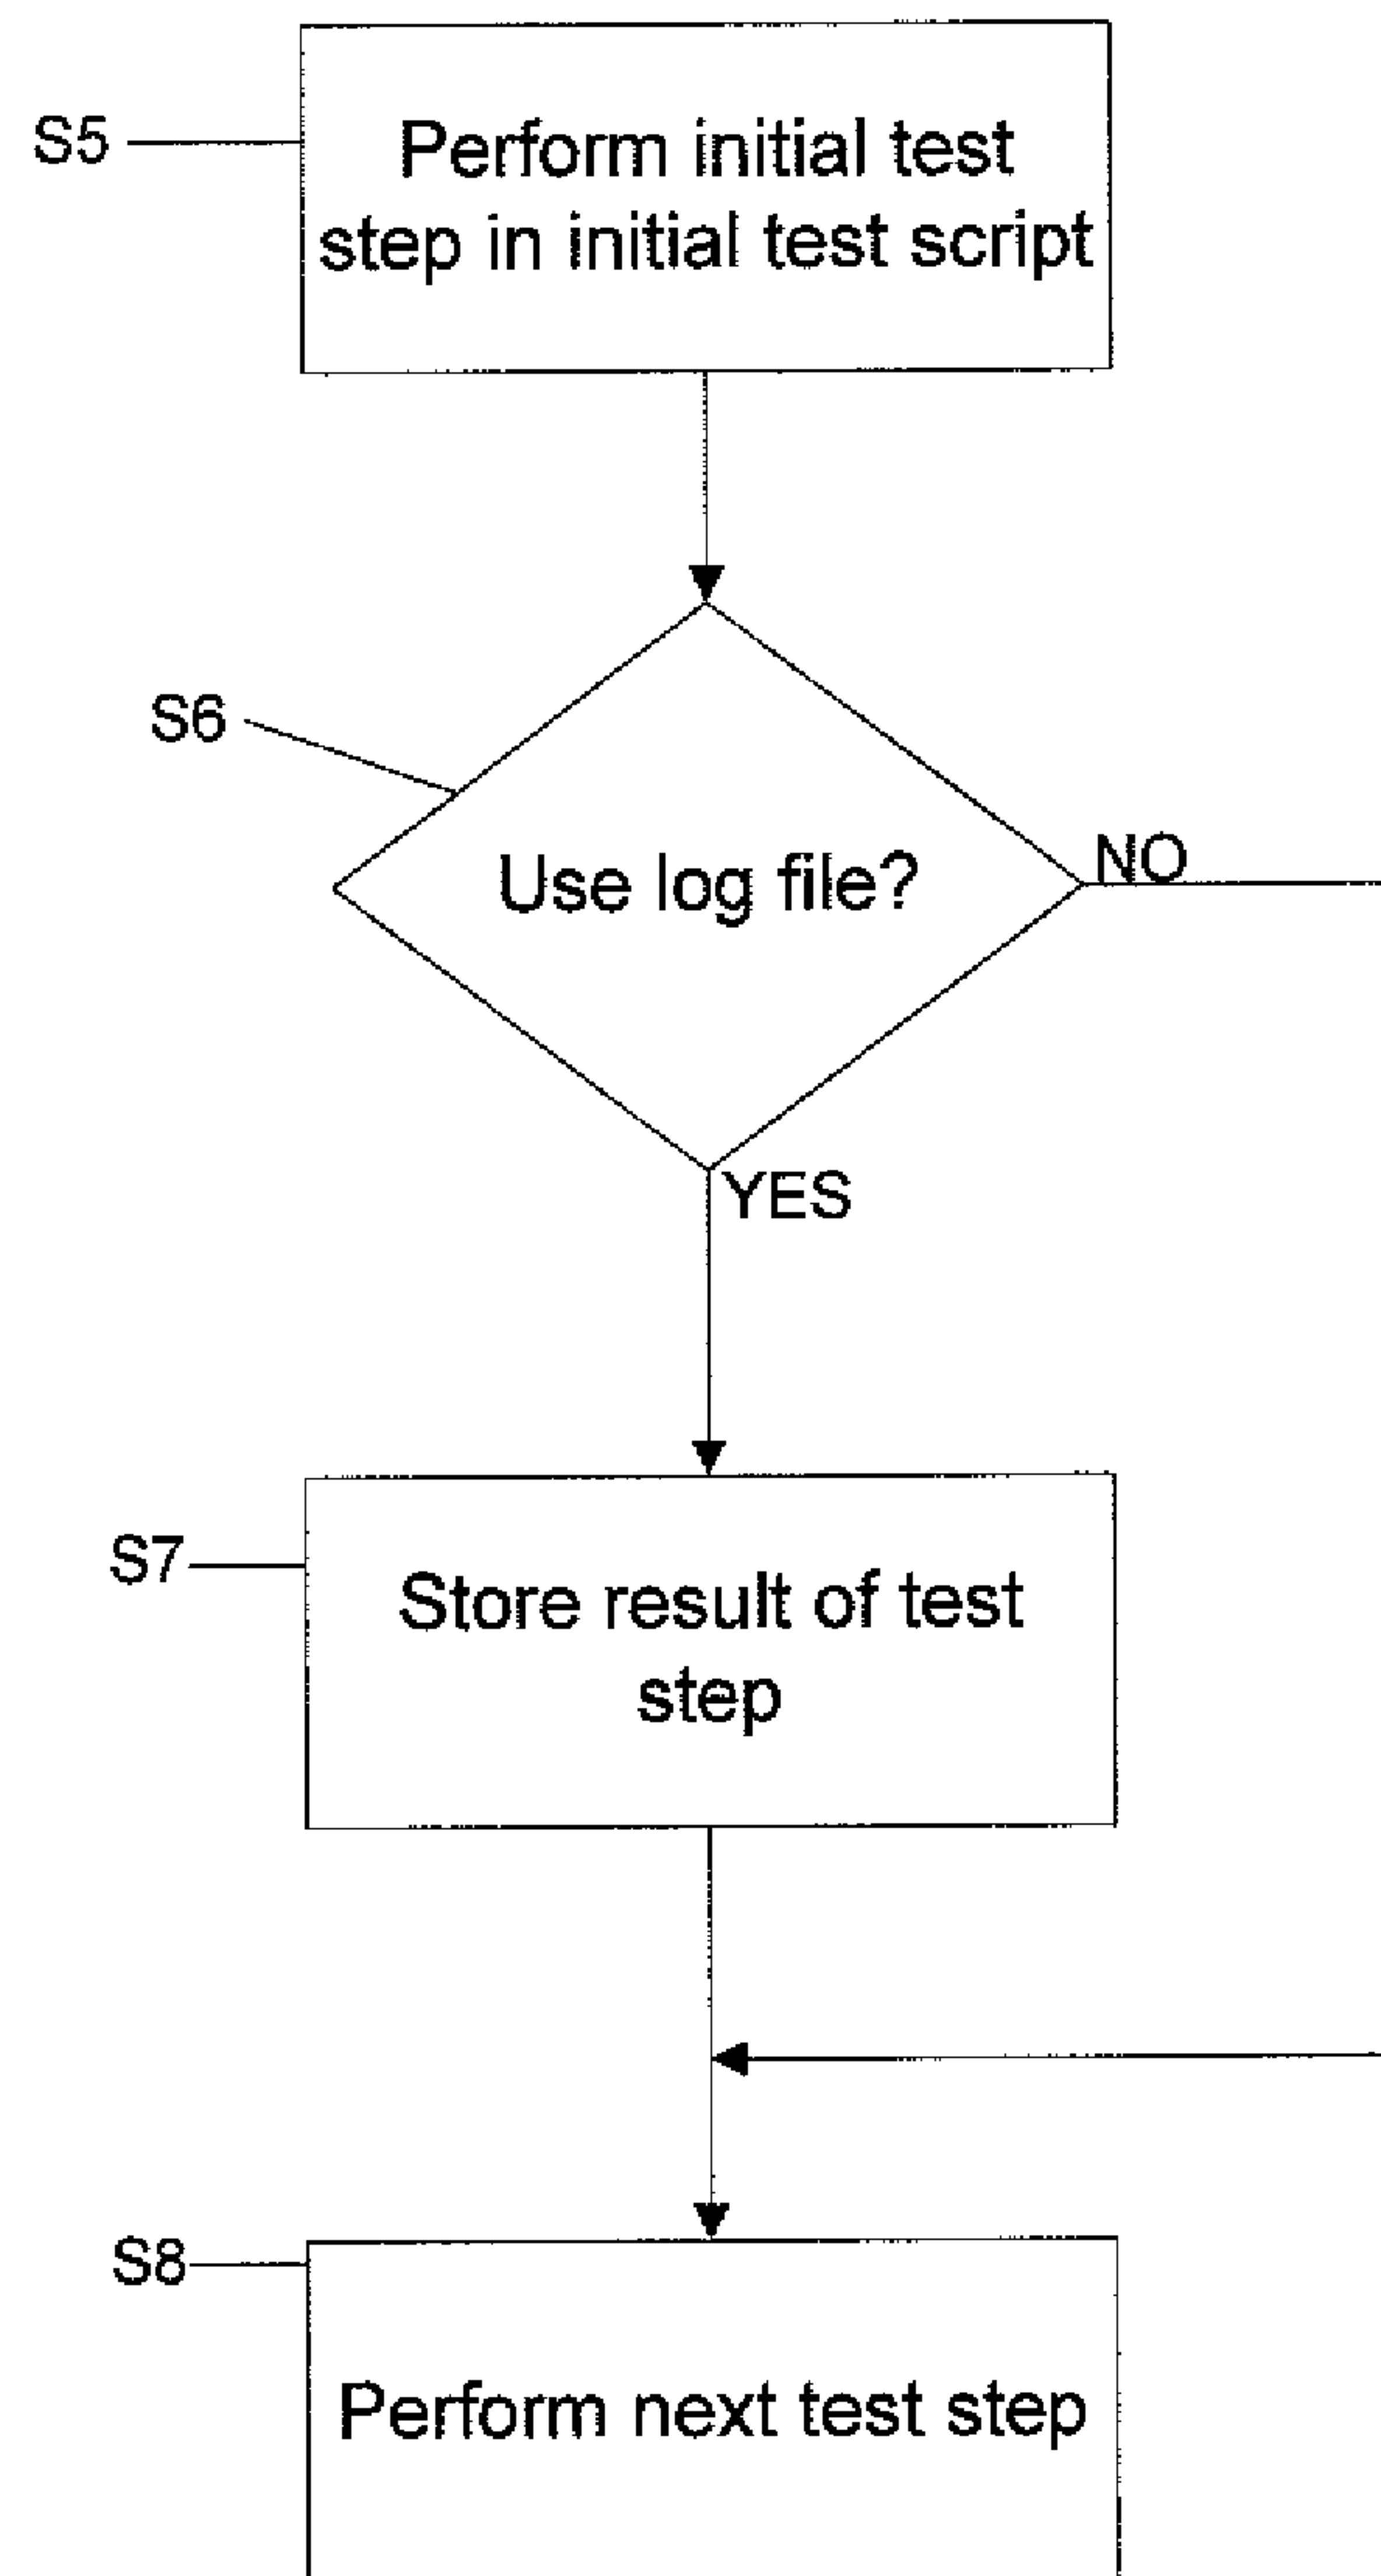 S5
Perform initial test
step in initial test script
S6
Use log file?
NO
YES
S7
Store result of test
step
S8
Perform next test step